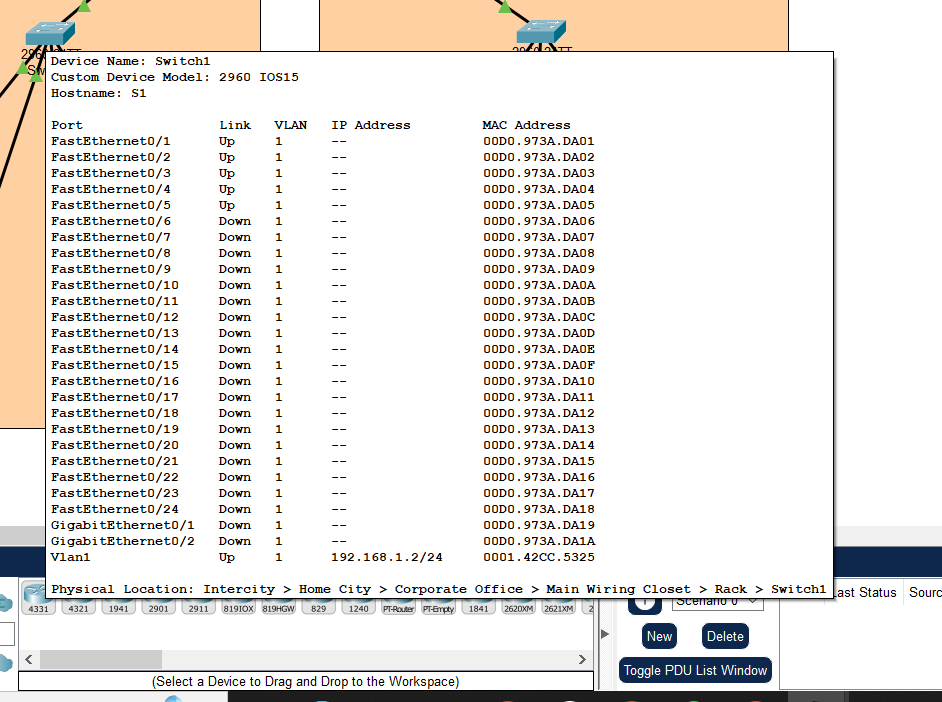 Device Name: Switch1
Custom Device Model: 2960 IOS15
Hostname: S1
Port Link VLAN IP Address MAC Address
FastEthernet0/1 Up 1 -- 00D0.973A.DA01
FastEthernet0/2 Up 1 -- 00D0.973A.DA02
FastEthernet0/3 Up 1 -- 00D0.973A.DA03
FastEthernet0/4 Up 1 -- 00D0.973A.DA04
FastEthernet0/5 Up 1 -- 00D0.973A.DA05
FastEthernet0/6 Down 1 -- 00D0.973A.DA06
FastEthernet0/7 Down 1 -- 00D0.973A.DA07
FastEthernet0/8 Down 1 -- 00D0.973A.DA08
FastEthernet0/9 Down 1 -- 00D0.973A.DA09
FastEthernet0/10 Down 1 -- 00D0.973A.DA0A
FastEthernet0/11 Down 1 -- 00D0.973A.DA0B
FastEthernet0/12 Down 1 -- 00D0.973A.DA0C
FastEthernet0/13 Down 1 -- 00D0.973A.DA0D
FastEthernet0/14 Down 1 -- 00D0.973A.DA0E
FastEthernet0/15 Down 1 -- 00D0.973A.DA0F
FastEthernet0/16 Down 1 -- 00D0.973A.DA10
FastEthernet0/17 Down 1 -- 00D0.973A.DA11
FastEthernet0/18 Down 1 -- 00D0.973A.DA12
FastEthernet0/19 Down 1 -- 00D0.973A.DA13
FastEthernet0/20 Down 1 -- 00D0.973A.DA14
FastEthernet0/21 Down 1 -- 00D0.973A.DA15
FastEthernet0/22 Down 1 -- 00D0.973A.DA16
FastEthernet0/23 Down 1 -- 00D0.973A.DA17
FastEthernet0/24 Down 1 -- 00D0.973A.DA18
GigabitEthernet0/1 Down 1 -- 00D0.973A.DA19
GigabitEthernet0/2 Down 1 -- 00D0.973A.DA1A
Vlan1 Up 1 192.168.1.2/24 0001.42CC.5325
Physical Location: Intercity > Home City > Corporate Office > Main Wiring Closet > Rack > Switch1
Last Status Sourc
Scenario 0
4331 4321 1941 2901 2911 819IOX 819HGW 829 1240 PT-Router PT-Empty 1841 2620XM 2621XM 2
New Delete
Toggle PDU List Window
(Select a Device to Drag and Drop to the Workspace)